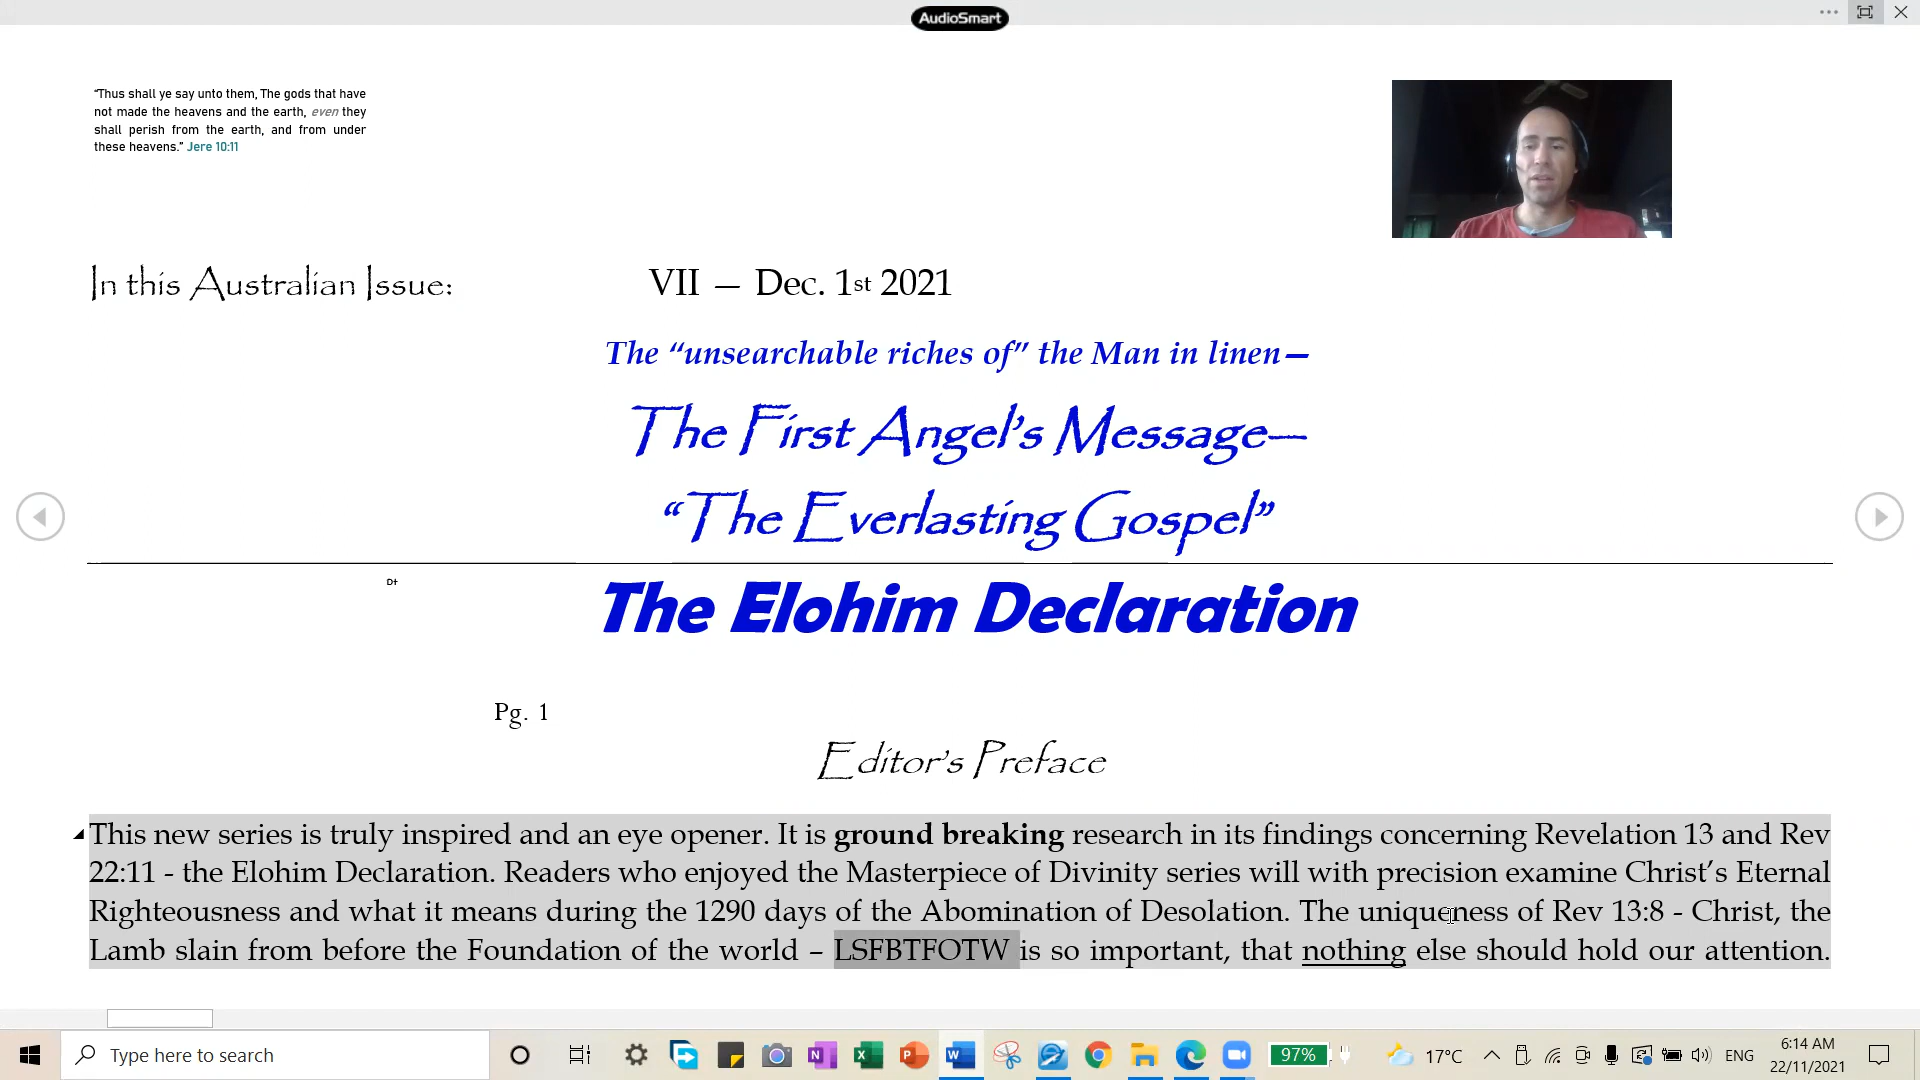 AudioSmart
“Thus shall ye say unto them, The gods that have
not made the heavens and the earth, even they
shall perish from the earth, and from under
these heavens.” Jere 10:11
In this Australian Issue: VII — Dec. 1st 2021
The “unsearchable riches of” the Man in linen—
The First Angel’s Message—
“The Everlasting Gospel”
Dt
The Elohim Declaration
Pg. 1
Editor’s Preface
This new series is truly inspired and an eye opener. It is ground breaking research in its findings concerning Revelation 13 and Rev
22:11 - the Elohim Declaration. Readers who enjoyed the Masterpiece of Divinity series will with precision examine Christ’s Eternal
Righteousness and what it means during the 1290 days of the Abomination of Desolation. The uniqueness of Rev 13:8 - Christ, the
Lamb slain from before the Foundation of the world – LSFBTFOTW is so important, that nothing else should hold our attention.
Type here to search
97%
17°C
ENG
6:14 AM
22/11/2021